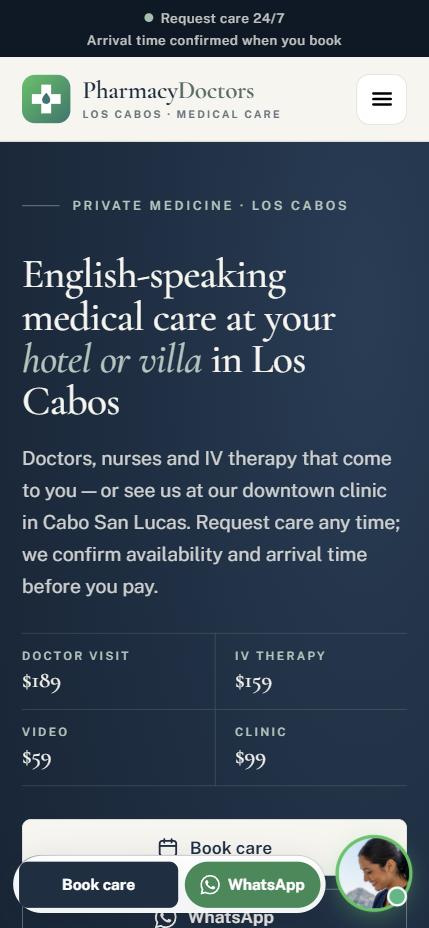 Request care 24/7
Arrival time confirmed when you book
PharmacyDoctors
LOS CABOS · MEDICAL CARE
PRIVATE MEDICINE · LOS CABOS
English-speaking
medical care at your
hotel or villa in Los
Cabos
Doctors, nurses and IV therapy that come
to you — or see us at our downtown clinic
in Cabo San Lucas. Request care any time;
we confirm availability and arrival time
before you pay.
DOCTOR VISIT
$189
IV THERAPY
$159
VIDEO
$59
CLINIC
$99
Book care
Book care
WhatsApp
WhatsApp